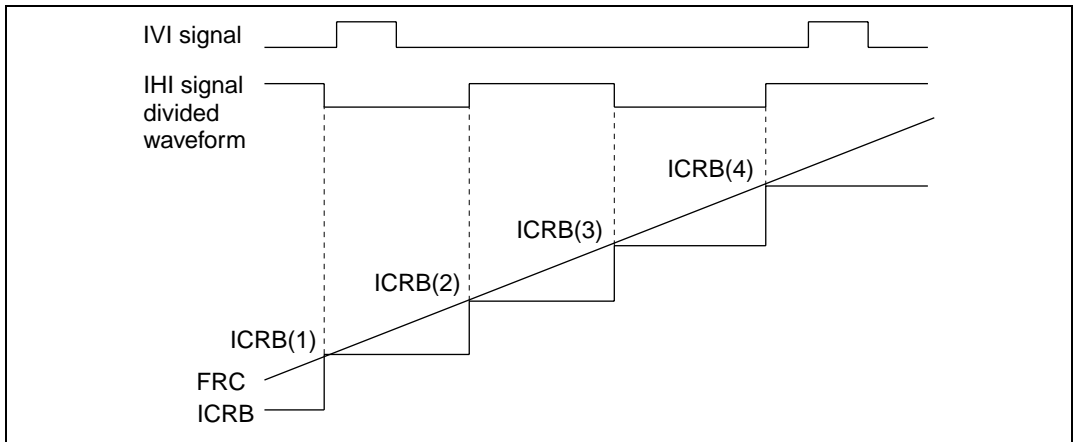 IVI signal
IHI signal
divided
waveform
ICRB(4)
ICRB(3)
ICRB(2)
ICRB(1)
FRC
ICRB